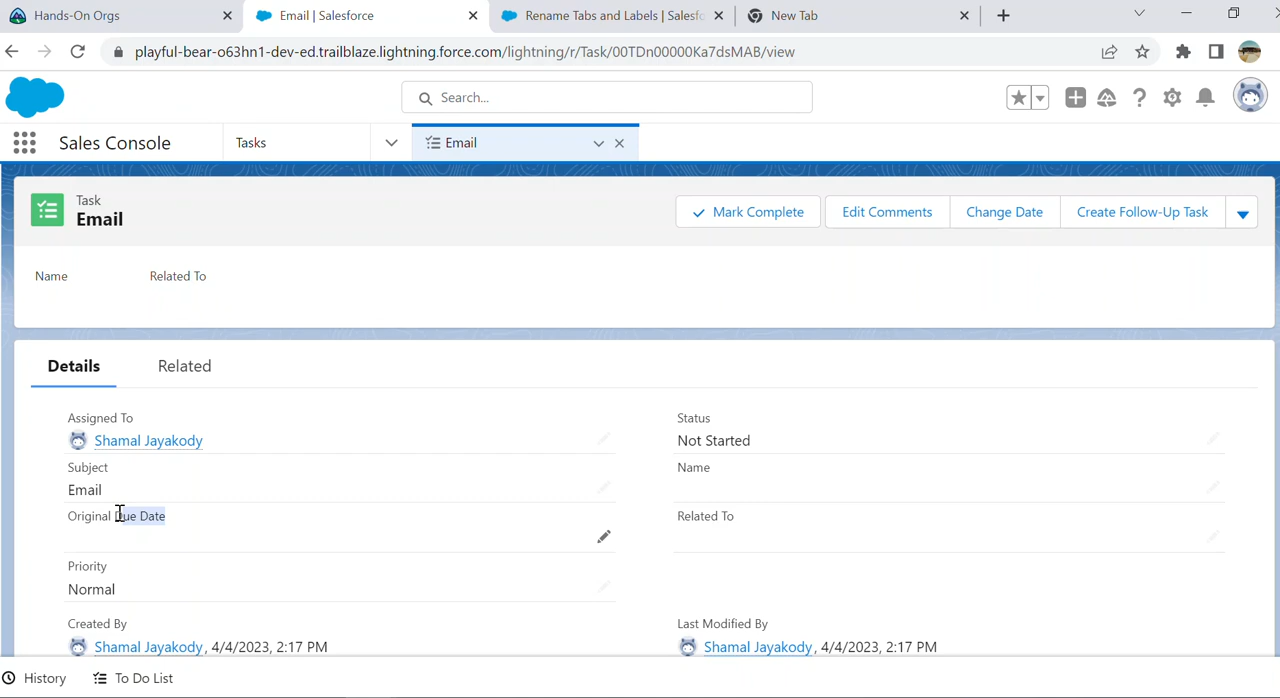 Hands-On Orgs
Email | Salesforce
Rename Tabs and Labels | Salesfo
New Tab
playful-bear-o63hn1-dev-ed.trailblaze.lightning.force.com/lightning/r/Task/00TDn00000Ka7dsMAB/view
Search...
Sales Console
Tasks
Email
Task
Email
Mark Complete
Edit Comments
Change Date
Create Follow-Up Task
Name
Related To
Details
Related
Assigned To
Shamal Jayakody
Status
Not Started
Subject
Email
Name
Original Due Date
Related To
Priority
Normal
Created By
Shamal Jayakody, 4/4/2023, 2:17 PM
Last Modified By
Shamal Jayakody, 4/4/2023, 2:17 PM
History
To Do List